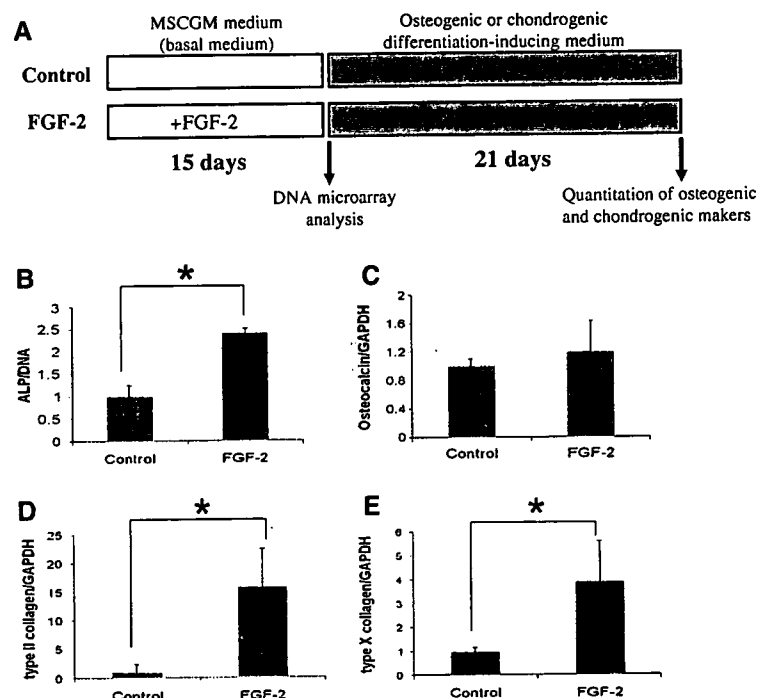 A
MSCGM medium
(basal medium)
Osteogenic or chondrogenic
differentiation-inducing medium
Control
FGF-2
+FGF-2
15 days
21 days
DNA microarray
analysis
Quantitation of osteogenic
and chondrogenic makers
B
*
3
2.5
2
1.5
1
0.5
0
ALP/DNA
Control
FGF-2
C
2
1.6
1.2
0.8
0.4
0
Osteocalcin/GAPDH
Control
FGF-2
D
*
25
20
15
10
5
0
type II collagen/GAPDH
Control
FGF-2
E
*
6
5
4
3
2
1
0
type X collagen/GAPDH
Control
FGF-2